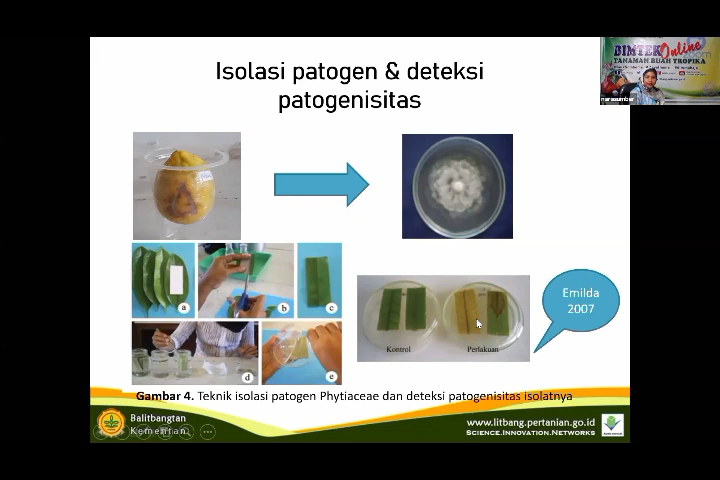 Isolasi patogen & deteksi
patogenisitas
BIMTEK Online
TANAMAN BUAH TROPIKA
narasumber
a
b
c
d
e
Kontrol
Perlakuan
Emilda
2007
Gambar 4. Teknik isolasi patogen Phytiaceae dan deteksi patogenisitas isolatnya
Balitbangtan
Kementan
www.litbang.pertanian.go.id
SCIENCE.INNOVATION.NETWORKS